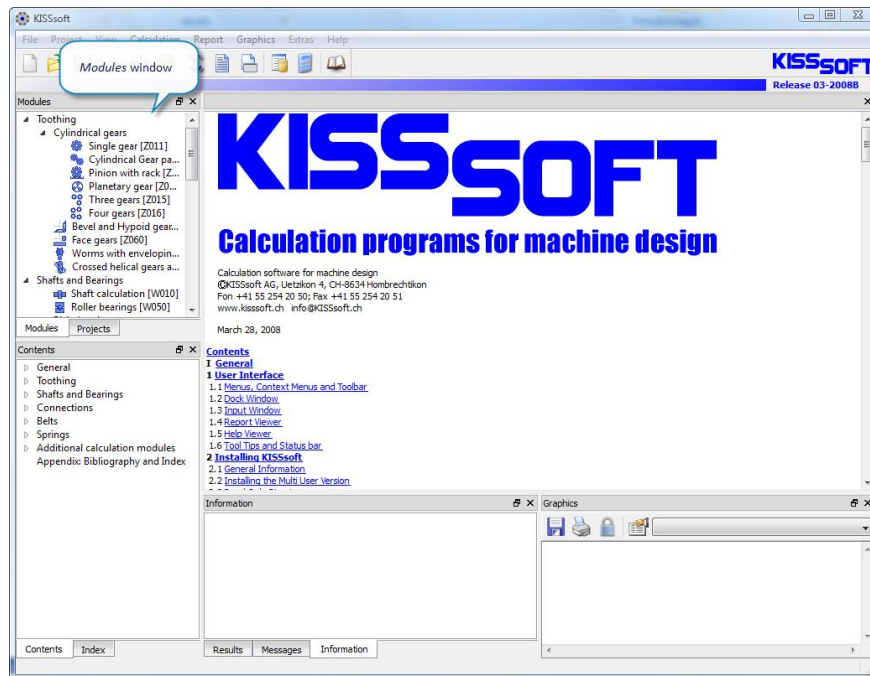 KISSsoft
File Project View Calculation Report Graphics Extras Help
Modules window
KISSsoft
Release 03-2008B
Modules
Toothing
Cylindrical gears
Single gear [Z011]
Cylindrical Gear pa...
Pinion with rack [Z...
Planetary gear [Z0...
Three gears [Z015]
Four gears [Z016]
Bevel and Hypoid gear...
Face gears [Z060]
Worms with envelopin...
Crossed helical gears a...
Shafts and Bearings
Shaft calculation [W010]
Roller bearings [W050]
Modules Projects
Contents
General
Toothing
Shafts and Bearings
Connections
Belts
Springs
Additional calculation modules
Appendix: Bibliography and Index
Contents Index
KISSsoft
Calculation programs for machine design
Calculation software for machine design
©KISSsoft AG, Uetzikon 4, CH-8634 Hombrechtikon
Fon +41 55 254 20 50; Fax +41 55 254 20 51
www.kisssoft.ch info@KISSsoft.ch
March 28, 2008
Contents
I General
1 User Interface
1.1 Menus, Context Menus and Toolbar
1.2 Dock Window
1.3 Input Window
1.4 Report Viewer
1.5 Help Viewer
1.6 Tool Tips and Status bar
2 Installing KISSsoft
2.1 General Information
2.2 Installing the Multi User Version
Information
Results Messages Information
Graphics